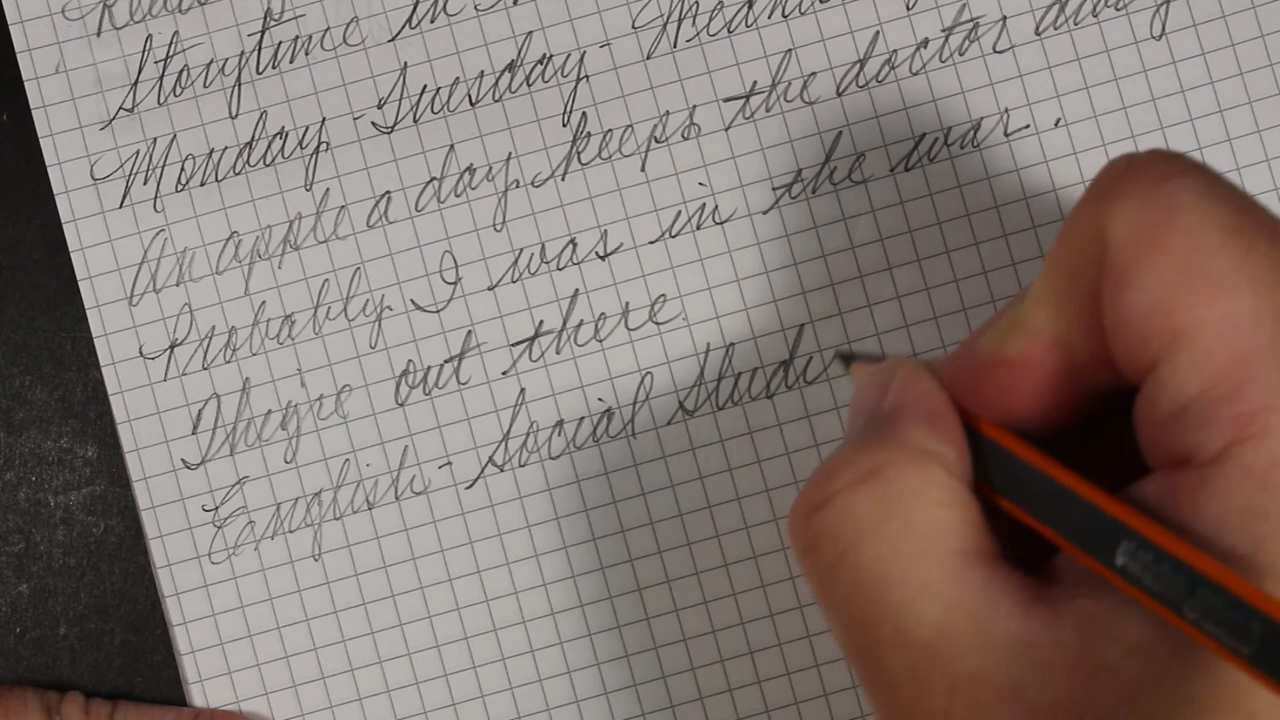 Storytime in
Monday - Tuesday -
An apple a day keeps the doctor away
Probably I was in the war.
They're out there.
English - Social Studi